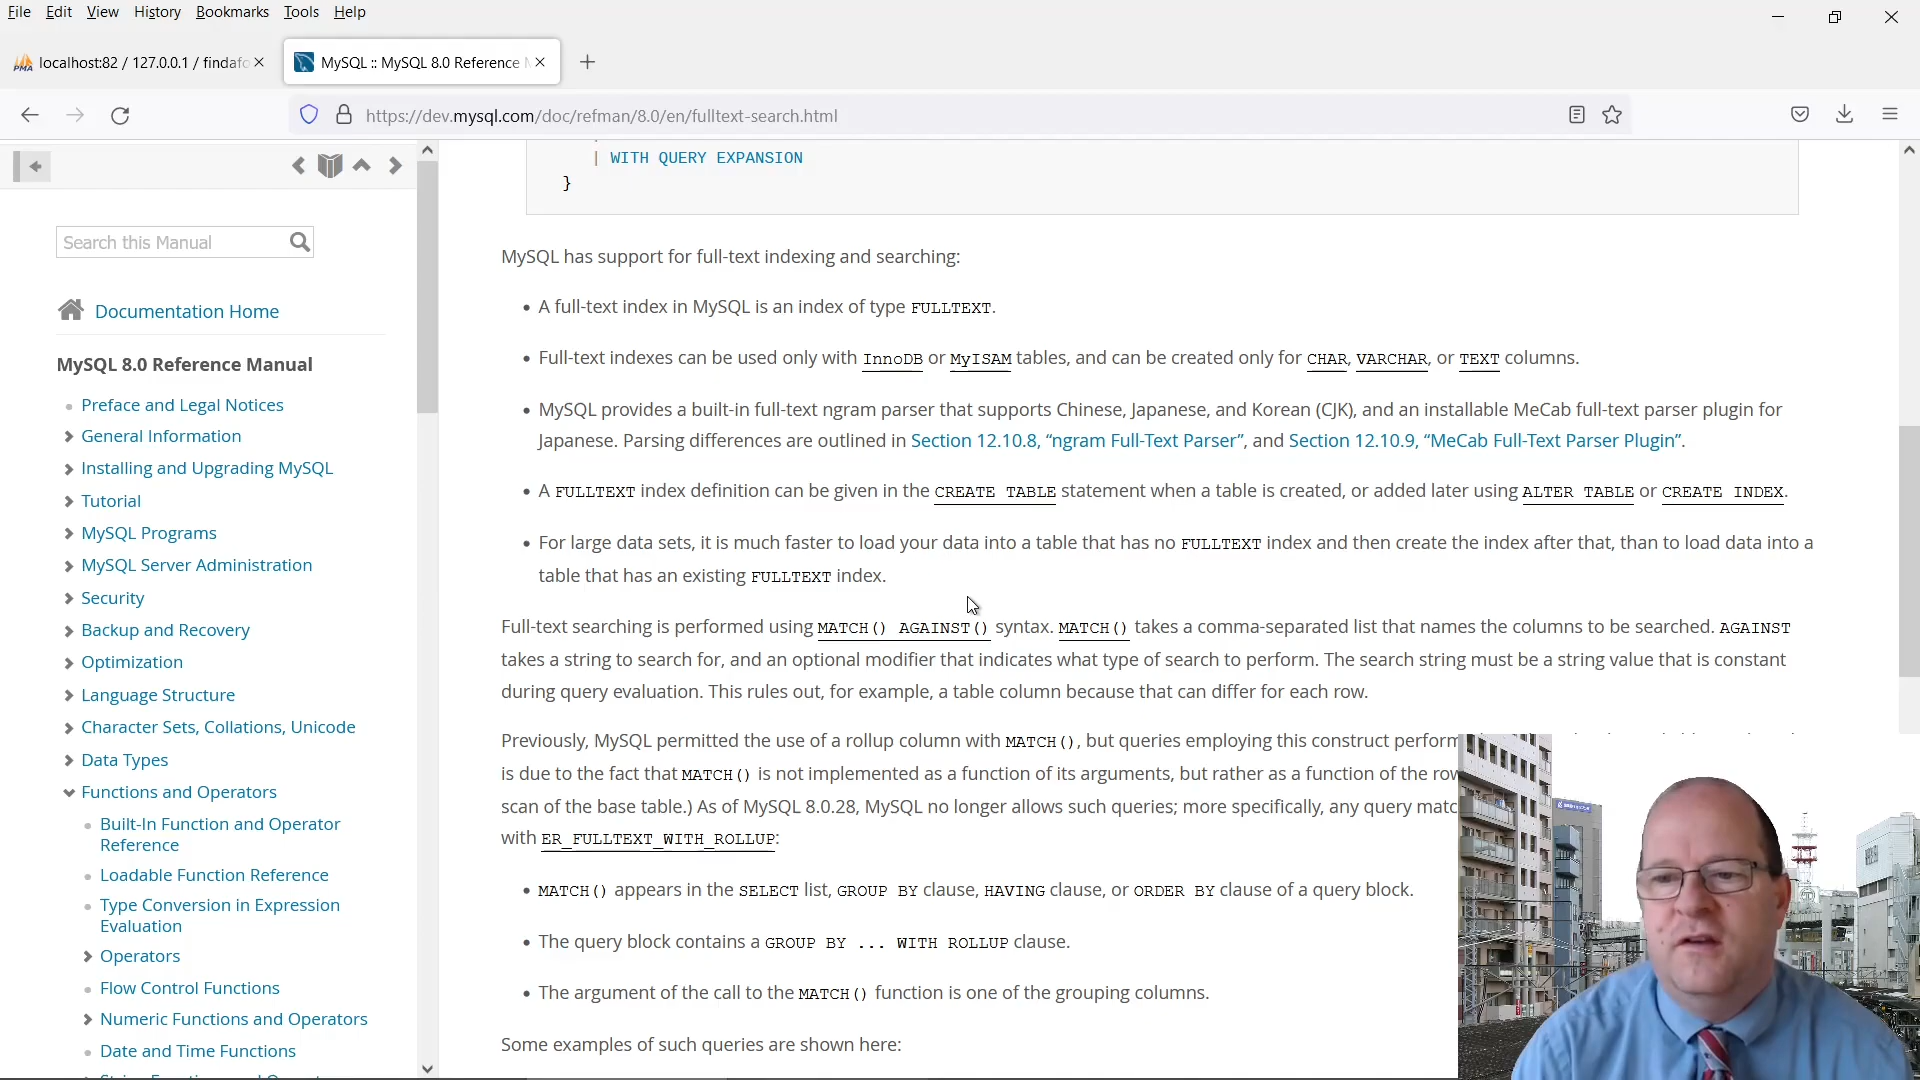 File Edit View History Bookmarks Tools Help
localhost:82 / 127.0.0.1 / findafo
MySQL :: MySQL 8.0 Reference
https://dev.mysql.com/doc/refman/8.0/en/fulltext-search.html
Search this Manual
Documentation Home
MySQL 8.0 Reference Manual
Preface and Legal Notices
General Information
Installing and Upgrading MySQL
Tutorial
MySQL Programs
MySQL Server Administration
Security
Backup and Recovery
Optimization
Language Structure
Character Sets, Collations, Unicode
Data Types
Functions and Operators
Built-In Function and Operator
Reference
Loadable Function Reference
Type Conversion in Expression
Evaluation
Operators
Flow Control Functions
Numeric Functions and Operators
Date and Time Functions
| WITH QUERY EXPANSION
}
MySQL has support for full-text indexing and searching:
• A full-text index in MySQL is an index of type FULLTEXT.
• Full-text indexes can be used only with InnoDB or MyISAM tables, and can be created only for CHAR, VARCHAR, or TEXT columns.
• MySQL provides a built-in full-text ngram parser that supports Chinese, Japanese, and Korean (CJK), and an installable MeCab full-text parser plugin for
Japanese. Parsing differences are outlined in Section 12.10.8, “ngram Full-Text Parser”, and Section 12.10.9, “MeCab Full-Text Parser Plugin”.
• A FULLTEXT index definition can be given in the CREATE TABLE statement when a table is created, or added later using ALTER TABLE or CREATE INDEX.
• For large data sets, it is much faster to load your data into a table that has no FULLTEXT index and then create the index after that, than to load data into a
table that has an existing FULLTEXT index.
Full-text searching is performed using MATCH() AGAINST() syntax. MATCH() takes a comma-separated list that names the columns to be searched. AGAINST
takes a string to search for, and an optional modifier that indicates what type of search to perform. The search string must be a string value that is constant
during query evaluation. This rules out, for example, a table column because that can differ for each row.
Previously, MySQL permitted the use of a rollup column with MATCH(), but queries employing this construct perform
is due to the fact that MATCH() is not implemented as a function of its arguments, but rather as a function of the row
scan of the base table.) As of MySQL 8.0.28, MySQL no longer allows such queries; more specifically, any query matc
with ER_FULLTEXT_WITH_ROLLUP:
• MATCH() appears in the SELECT list, GROUP BY clause, HAVING clause, or ORDER BY clause of a query block.
• The query block contains a GROUP BY ... WITH ROLLUP clause.
• The argument of the call to the MATCH() function is one of the grouping columns.
Some examples of such queries are shown here: